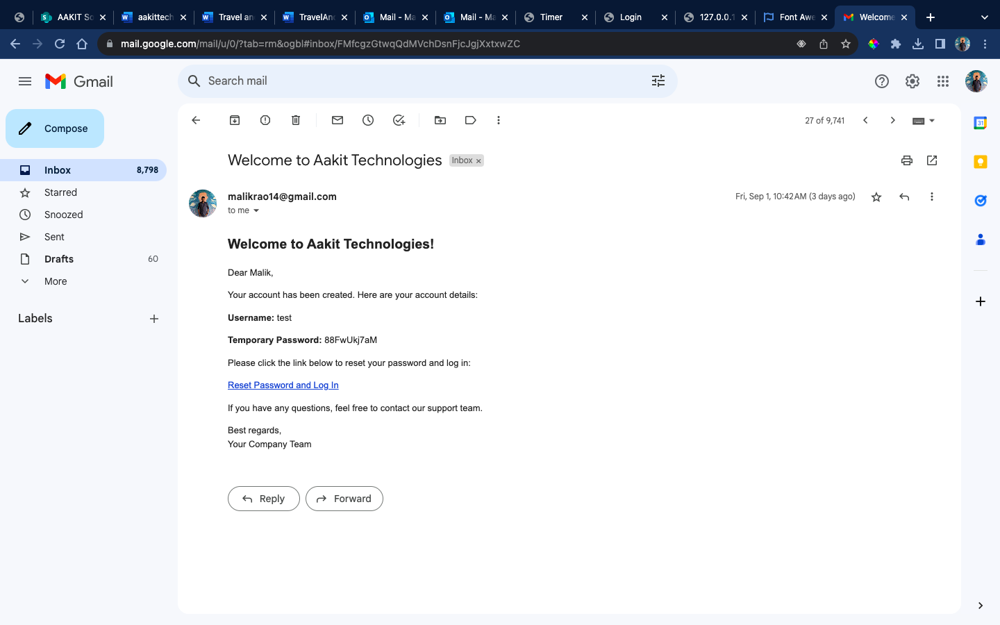 AAKIT So
aakittech
Travel an
TravelAn
Mail - Ma
Mail - Ma
Timer
Login
127.0.0.1
Font Awe
Welcome
mail.google.com/mail/u/0/?tab=rm&ogbl#inbox/FMfcgzGtwqQdMVchDsnFjcJgjXxtxwZC
Gmail
Search mail
Compose
27 of 9,741
Inbox 8,798
Starred
Snoozed
Sent
Drafts 60
More
Labels
Welcome to Aakit Technologies Inbox
malikrao14@gmail.com Fri, Sep 1, 10:42 AM (3 days ago)
to me
Welcome to Aakit Technologies!
Dear Malik,
Your account has been created. Here are your account details:
Username: test
Temporary Password: 88FwUkj7aM
Please click the link below to reset your password and log in:
Reset Password and Log In
If you have any questions, feel free to contact our support team.
Best regards,
Your Company Team
Reply
Forward
31